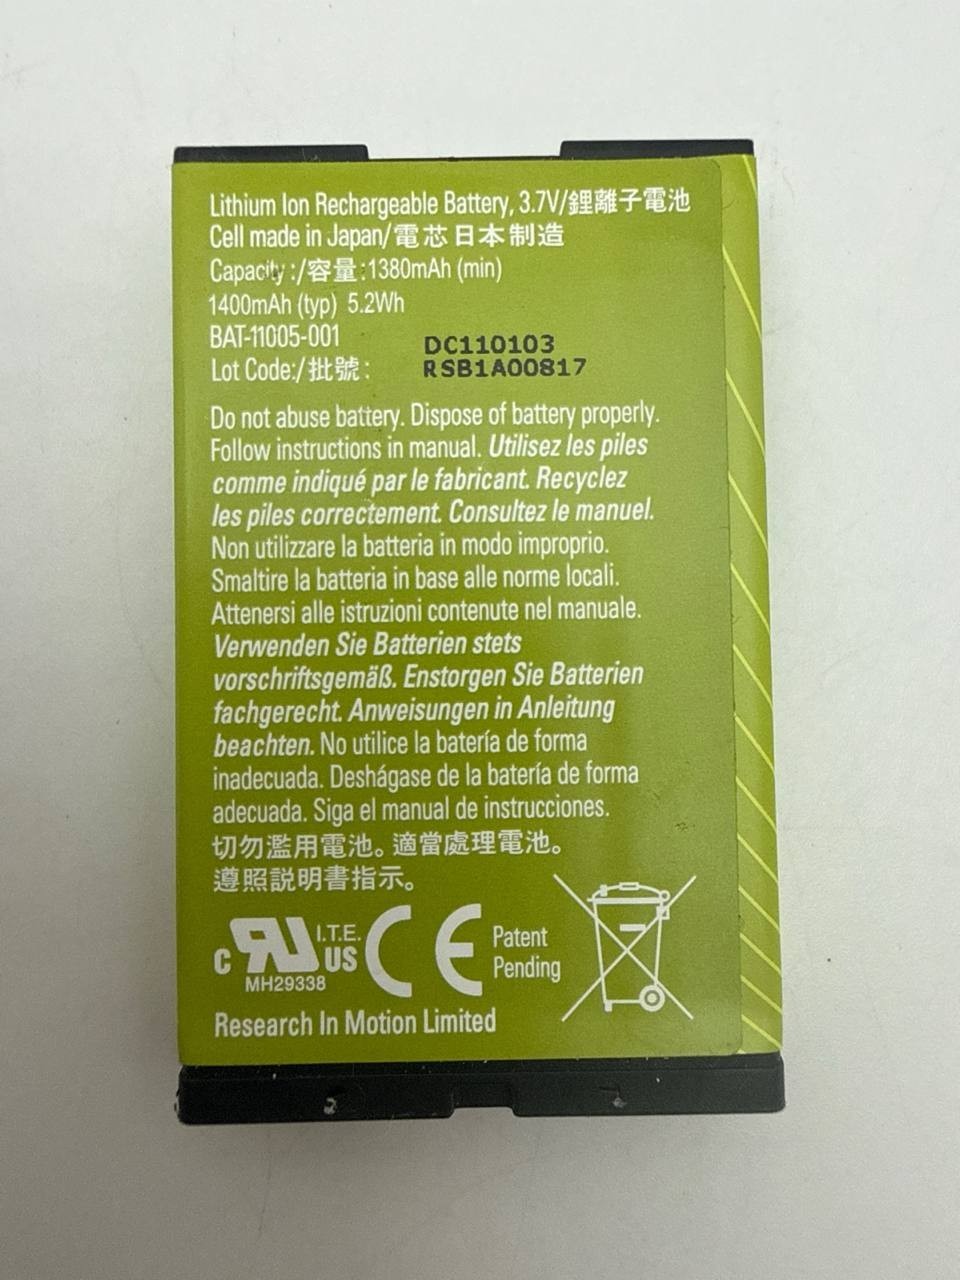 Lithium Ion Rechargeable Battery, 3.7V/鋰離子電池
Cell made in Japan/電芯日本制造
Capacity :/容量:1380mAh (min)
1400mAh (typ) 5.2Wh
BAT-11005-001
Lot Code:/批號: DC110103
RSB1A00817
Do not abuse battery. Dispose of battery properly.
Follow instructions in manual. Utilisez les piles
comme indiqué par le fabricant. Recyclez
les piles correctement. Consultez le manuel.
Non utilizzare la batteria in modo improprio.
Smaltire la batteria in base alle norme locali.
Attenersi alle istruzioni contenute nel manuale.
Verwenden Sie Batterien stets
vorschriftsgemäß. Enstorgen Sie Batterien
fachgerecht. Anweisungen in Anleitung
beachten. No utilice la batería de forma
inadecuada. Deshágase de la batería de forma
adecuada. Siga el manual de instrucciones.
切勿濫用電池。適當處理電池。
遵照説明書指示。
c RU US I.T.E.
MH29338
CE
Patent
Pending
Research In Motion Limited